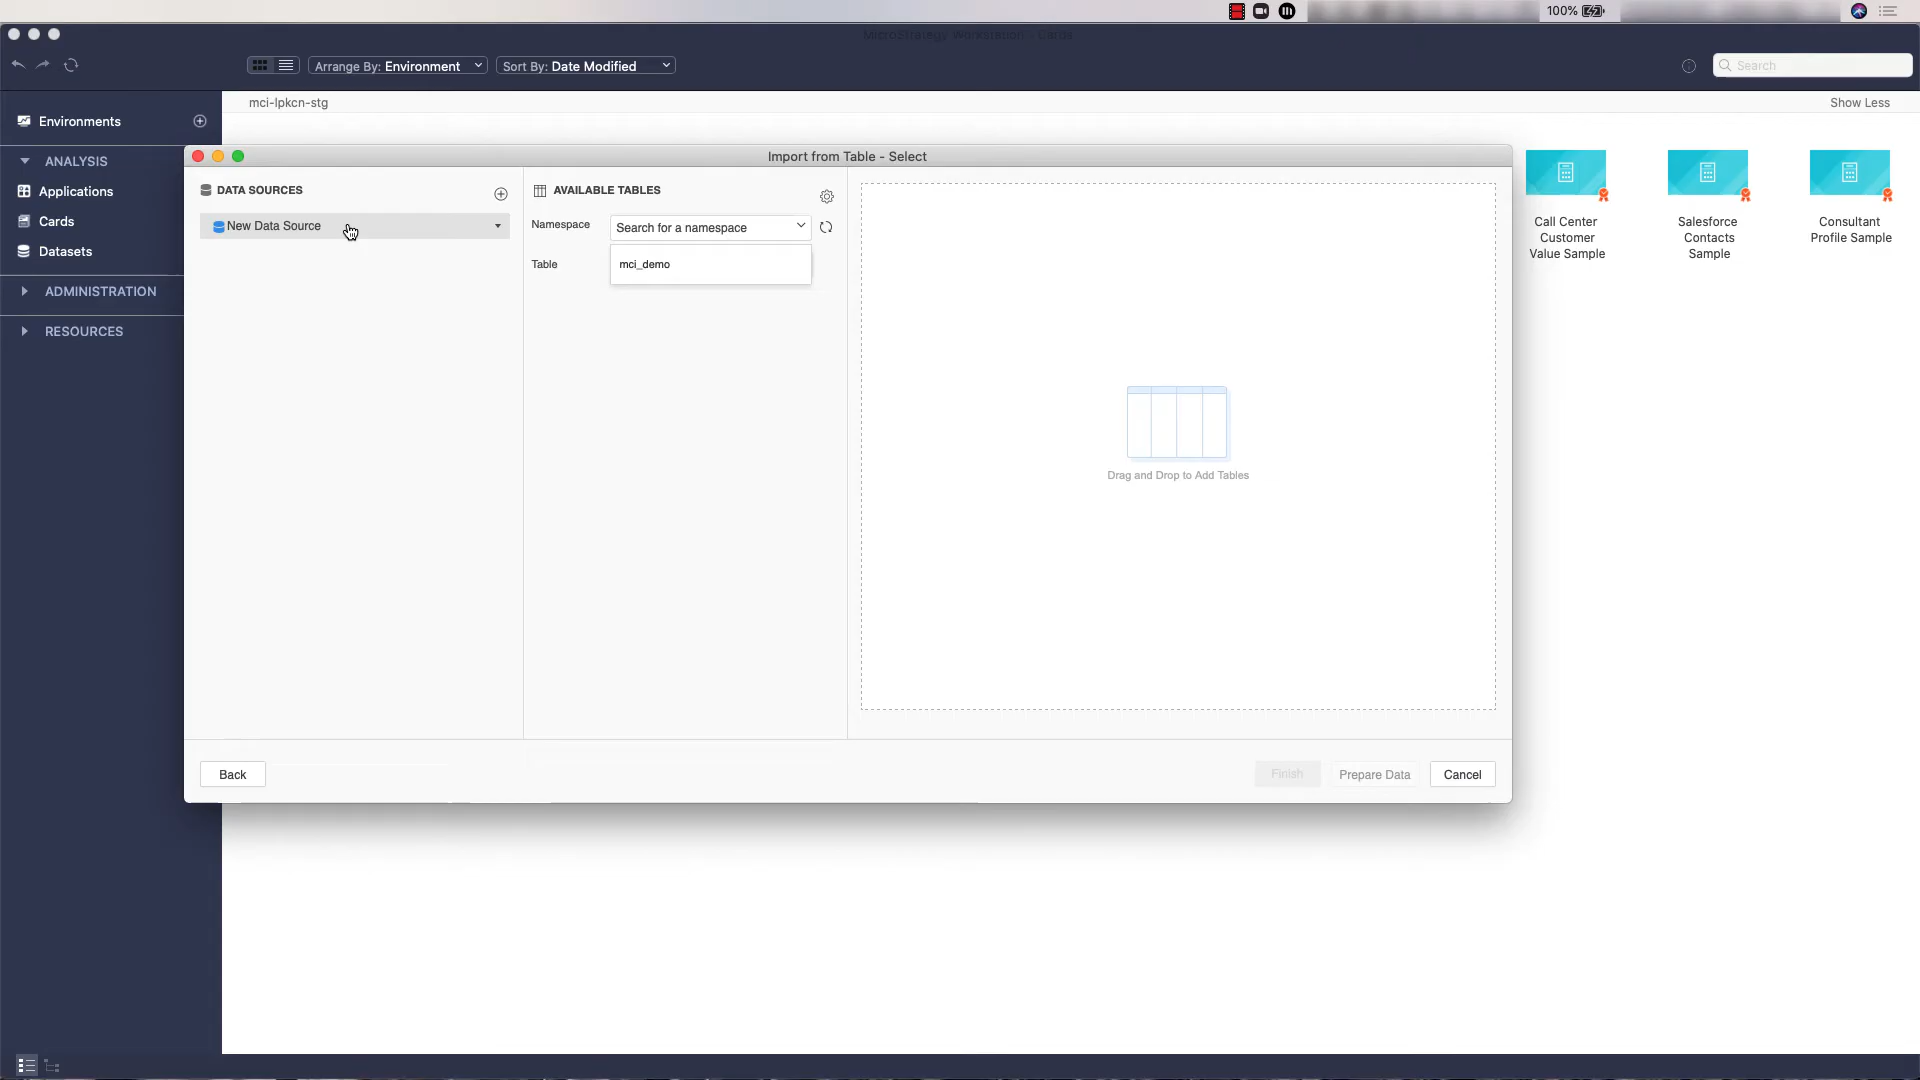 100%
MicroStrategy Workstation - Cards
Arrange By: Environment
Sort By: Date Modified
Search
Environments
mci-lpkcn-stg
Show Less
ANALYSIS
Applications
Cards
Datasets
ADMINISTRATION
RESOURCES
Import from Table - Select
DATA SOURCES
New Data Source
AVAILABLE TABLES
Namespace
Search for a namespace
Table
mci_demo
Drag and Drop to Add Tables
Back
Finish
Prepare Data
Cancel
Call Center
Customer
Value Sample
Salesforce
Contacts
Sample
Consultant
Profile Sample